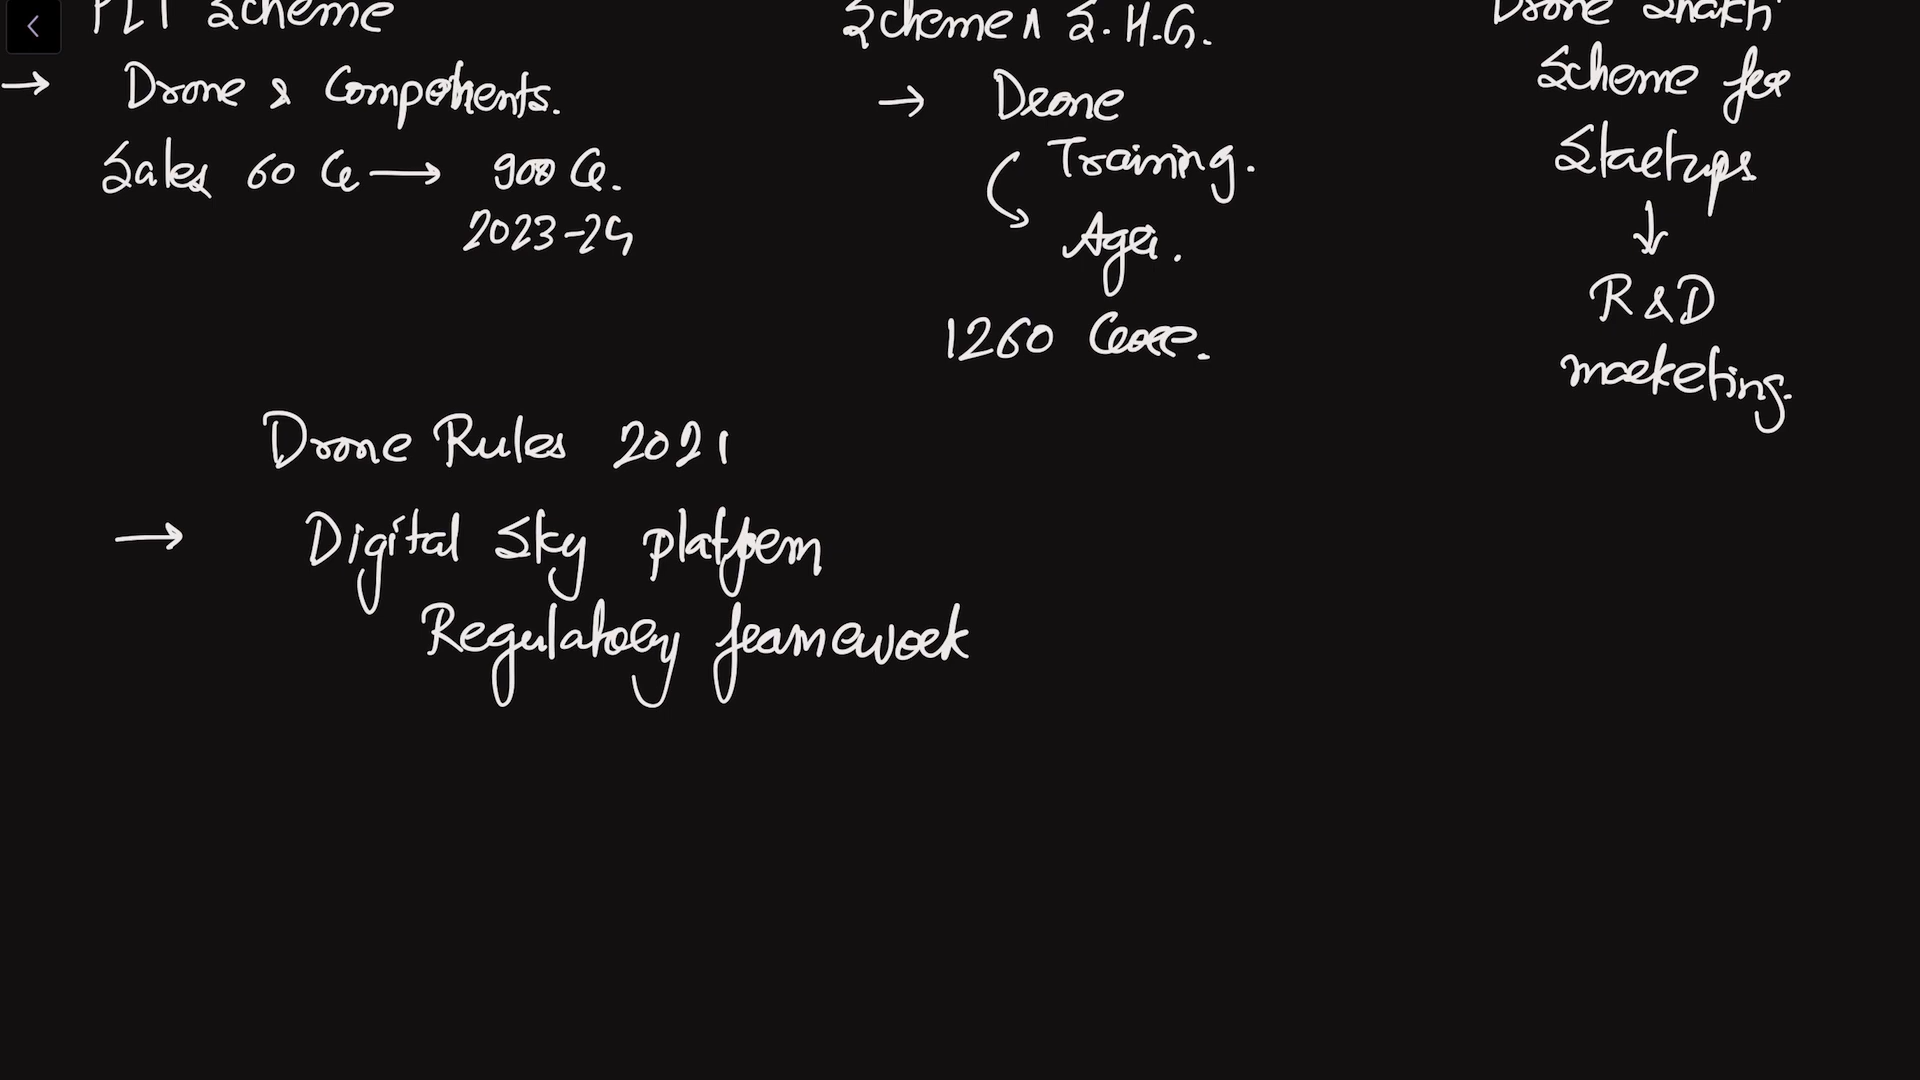 PLI Scheme
→ Drone & Components.
Sales 60 Cr → 900 Cr.
2023-24
Scheme ∧ S.H.G.
→ Drone
Training.
Agri.
1260 Crore.
Drone Shakti
Scheme for
Startups
↓
R & D
marketing.
Drone Rules 2021
→ Digital Sky platform
Regulatory framework